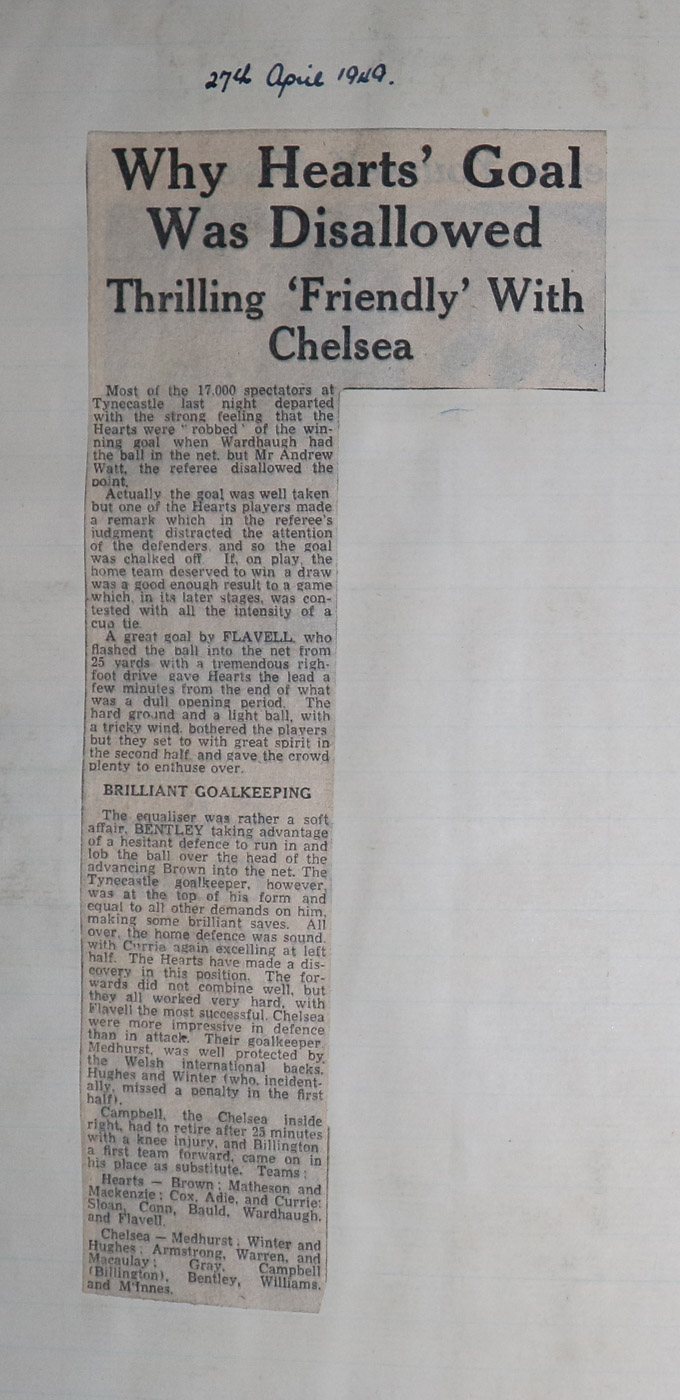 27th April 1949.
Why Hearts' Goal
Was Disallowed
Thrilling 'Friendly' With
Chelsea
Most of the 17,000 spectators at
Tynecastle last night departed
with the strong feeling that the
Hearts were "robbed" of the win-
ning goal when Wardhaugh had
the ball in the net, but Mr Andrew
Watt, the referee disallowed the
point.
Actually the goal was well taken
but one of the Hearts players made
a remark which in the referee's
judgment distracted the attention
of the defenders, and so the goal
was chalked off. If, on play, the
home team deserved to win a draw
was a good enough result to a game
which, in its later stages, was con-
tested with all the intensity of a
cup tie.
A great goal by FLAVELL, who
flashed the ball into the net from
25 yards with a tremendous righ-
foot drive gave Hearts the lead a
few minutes from the end of what
was a dull opening period. The
hard ground and a light ball, with
a tricky wind, bothered the players
but they set to with great spirit in
the second half, and gave the crowd
plenty to enthuse over.
BRILLIANT GOALKEEPING
The equaliser was rather a soft
affair, BENTLEY taking advantage
of a hesitant defence to run in and
lob the ball over the head of the
advancing Brown into the net. The
Tynecastle goalkeeper, however,
was at the top of his form and
equal to all other demands on him,
making some brilliant saves. All
over, the home defence was sound,
with Currie again excelling at left
half. The Hearts have made a dis-
covery in this position. The for-
wards did not combine well, but
they all worked very hard, with
Flavell the most successful. Chelsea
were more impressive in defence
than in attack. Their goalkeeper,
Medhurst, was well protected by
the Welsh international backs,
Hughes and Winter (who, incident-
ally, missed a penalty in the first
half).
Campbell, the Chelsea inside
right, had to retire after 25 minutes
with a knee injury, and Billington
a first team forward, came on in
his place as substitute. Teams:
Hearts — Brown; Matheson and
Mackenzie; Cox, Adie, and Currie;
Sloan, Conn, Bauld, Wardhaugh,
and Flavell.
Chelsea — Medhurst; Winter and
Hughes; Armstrong, Warren, and
Macaulay; Gray, Campbell
(Billington), Bentley, Williams,
and M'Innes.